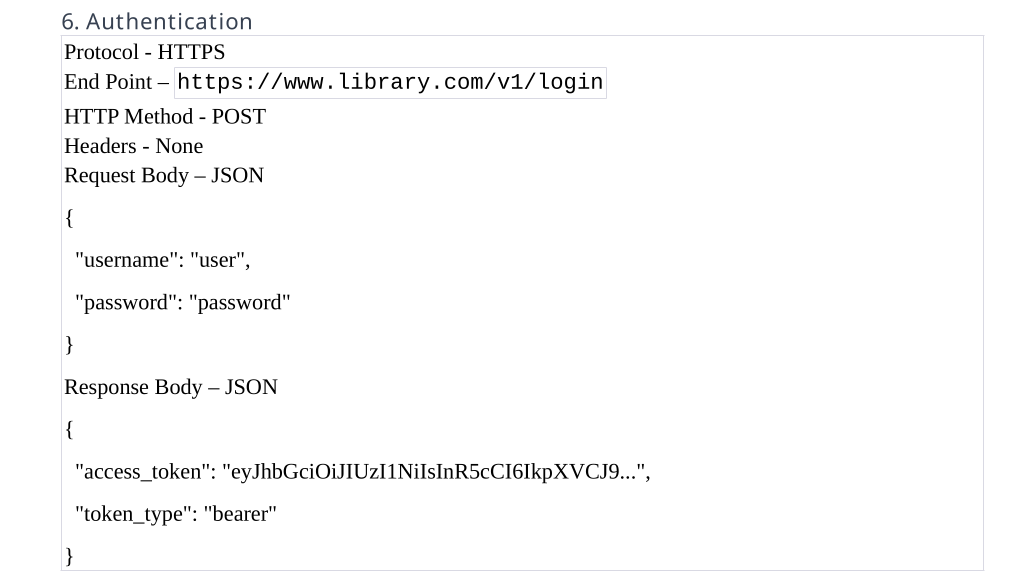 6. Authentication
Protocol - HTTPS
End Point – https://www.library.com/v1/login
HTTP Method - POST
Headers - None
Request Body – JSON
{
"username": "user",
"password": "password"
}
Response Body – JSON
{
"access_token": "eyJhbGciOiJIUzI1NiIsInR5cCI6IkpXVCJ9...",
"token_type": "bearer"
}